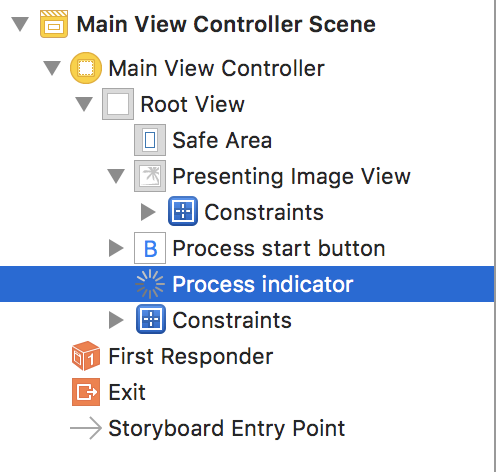 Main View Controller Scene
Main View Controller
Root View
Safe Area
Presenting Image View
Constraints
B Process start button
Process indicator
Constraints
1 First Responder
Exit
Storyboard Entry Point